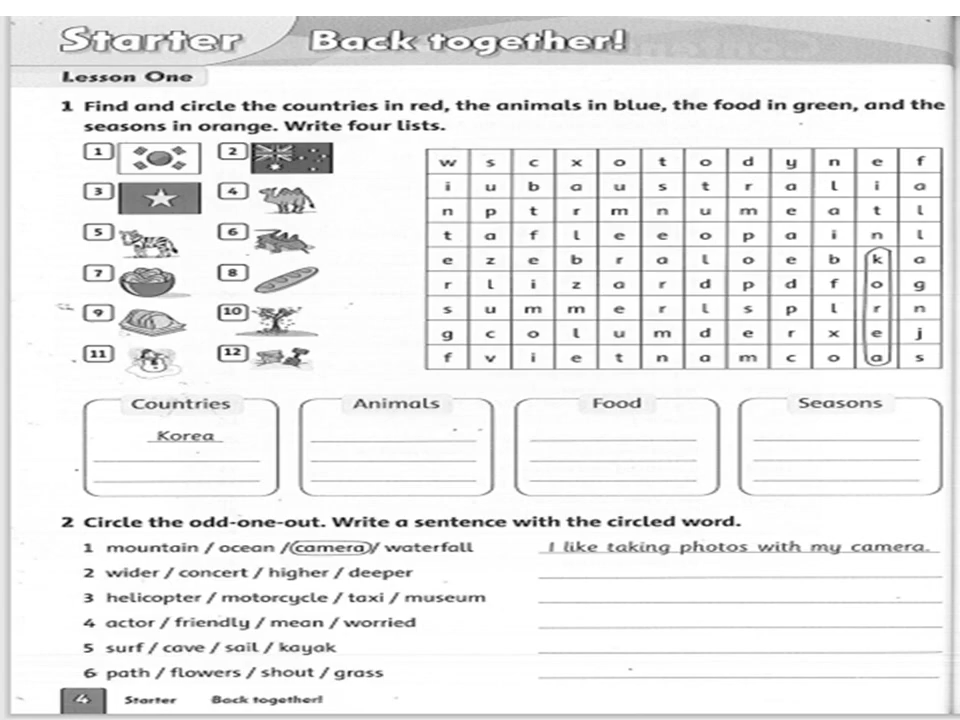 Starter Back together!
Lesson One
1 Find and circle the countries in red, the animals in blue, the food in green, and the
seasons in orange. Write four lists.
1 2
3 4
5 6
7 8
9 10
11 12
w s c x o t o d y n e f
i u b a u s t r a l i a
n p t r m n u m e a t l
t a f l e e o p a i n l
e z e b r a l o e b k a
r l i z a r d p d f o g
s u m m e r l s p l r n
g c o l u m d e r x e j
f v i e t n a m c o a s
Countries Animals Food Seasons
Korea
2 Circle the odd-one-out. Write a sentence with the circled word.
1 mountain / ocean / camera / waterfall I like taking photos with my camera.
2 wider / concert / higher / deeper
3 helicopter / motorcycle / taxi / museum
4 actor / friendly / mean / worried
5 surf / cave / sail / kayak
6 path / flowers / shout / grass
4 Starter Back together!